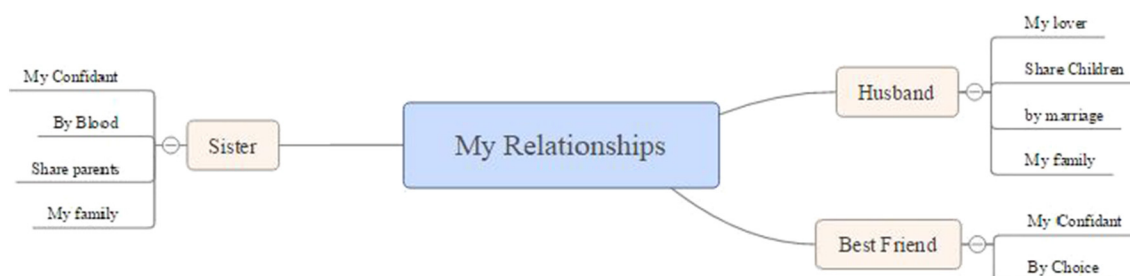 My Relationships
Sister
My Confidant
By Blood
Share parents
My family
Husband
My lover
Share Children
by marriage
My family
Best Friend
My Confidant
By Choice